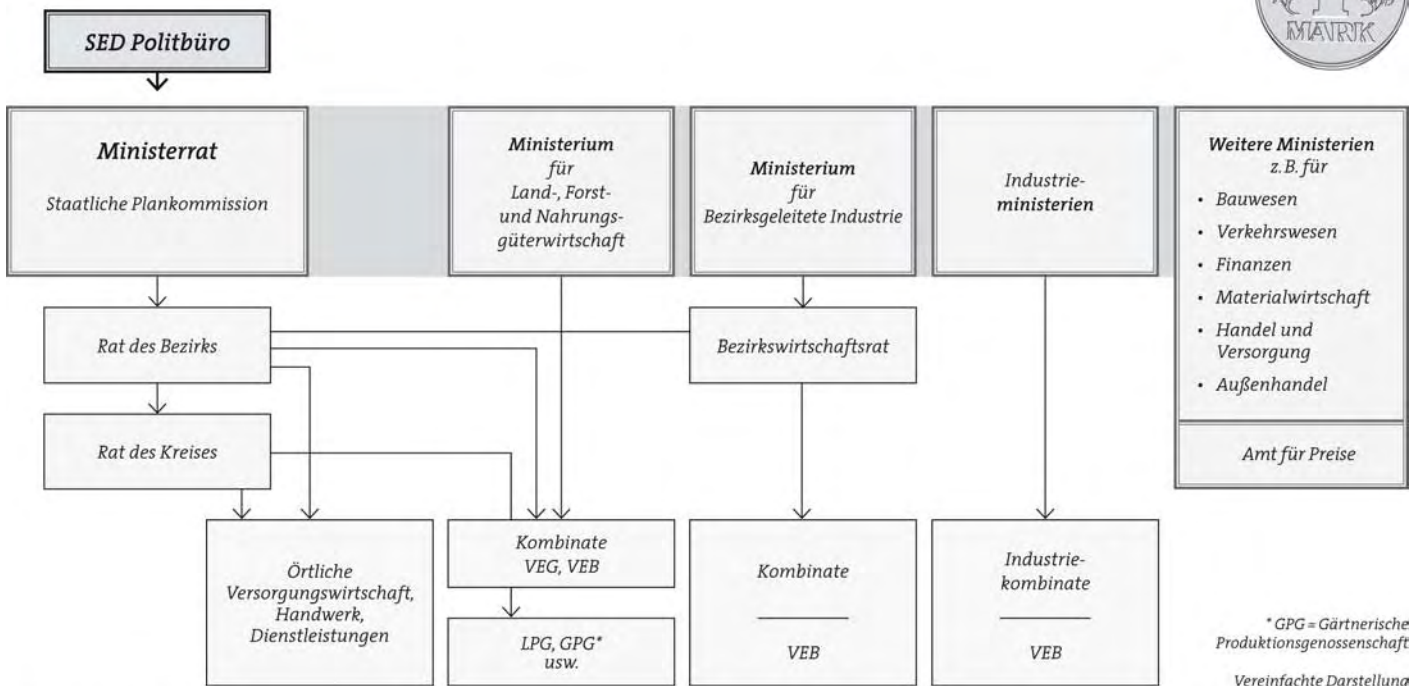 MARK
SED Politbüro
Ministerrat
Staatliche Plankommission
Ministerium
für
Land-, Forst-
und Nahrungs-
güterwirtschaft
Ministerium
für
Bezirksgeleitete Industrie
Industrie-
ministerien
Weitere Ministerien
z. B. für
• Bauwesen
• Verkehrswesen
• Finanzen
• Materialwirtschaft
• Handel und
Versorgung
• Außenhandel
Amt für Preise
Rat des Bezirks
Bezirkswirtschaftsrat
Rat des Kreises
Örtliche
Versorgungswirtschaft,
Handwerk,
Dienstleistungen
Kombinate
VEG, VEB
LPG, GPG*
usw.
Kombinate
VEB
Industrie-
kombinate
VEB
* GPG = Gärtnerische
Produktionsgenossenschaft
Vereinfachte Darstellung